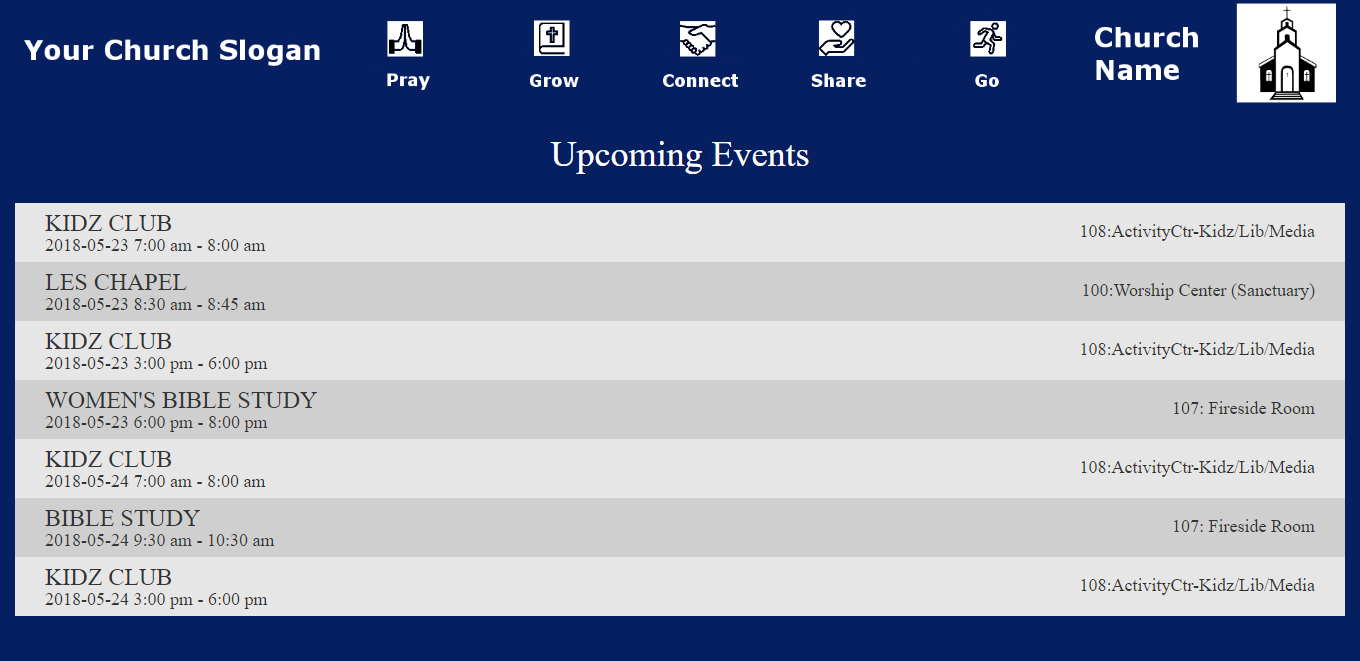 Your Church Slogan
Pray
Grow
Connect
Share
Go
Church
Name
Upcoming Events
KIDZ CLUB
2018-05-23 7:00 am - 8:00 am
108:ActivityCtr-Kidz/Lib/Media
LES CHAPEL
2018-05-23 8:30 am - 8:45 am
100:Worship Center (Sanctuary)
KIDZ CLUB
2018-05-23 3:00 pm - 6:00 pm
108:ActivityCtr-Kidz/Lib/Media
WOMEN'S BIBLE STUDY
2018-05-23 6:00 pm - 8:00 pm
107: Fireside Room
KIDZ CLUB
2018-05-24 7:00 am - 8:00 am
108:ActivityCtr-Kidz/Lib/Media
BIBLE STUDY
2018-05-24 9:30 am - 10:30 am
107: Fireside Room
KIDZ CLUB
2018-05-24 3:00 pm - 6:00 pm
108:ActivityCtr-Kidz/Lib/Media